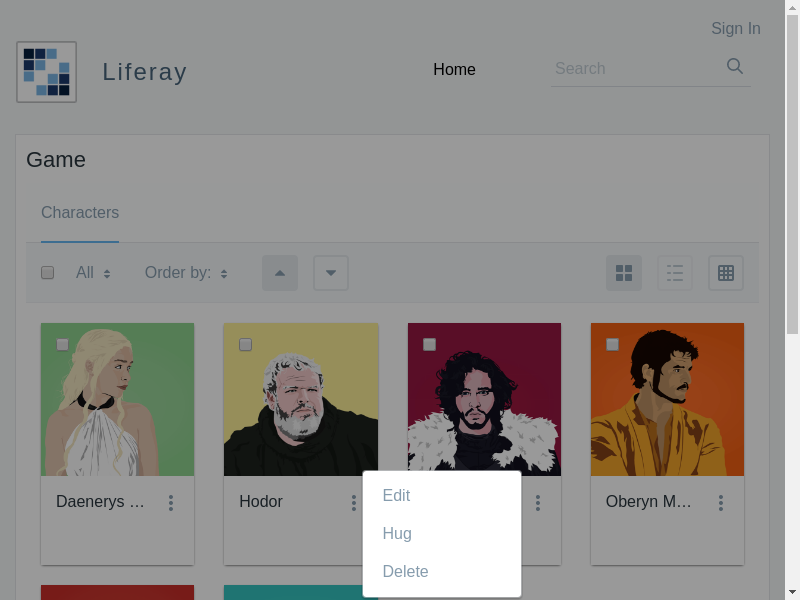 Sign In
Liferay
Home
Search
Game
Characters
All
Order by:
Daenerys ...
Hodor
Oberyn M...
Edit
Hug
Delete